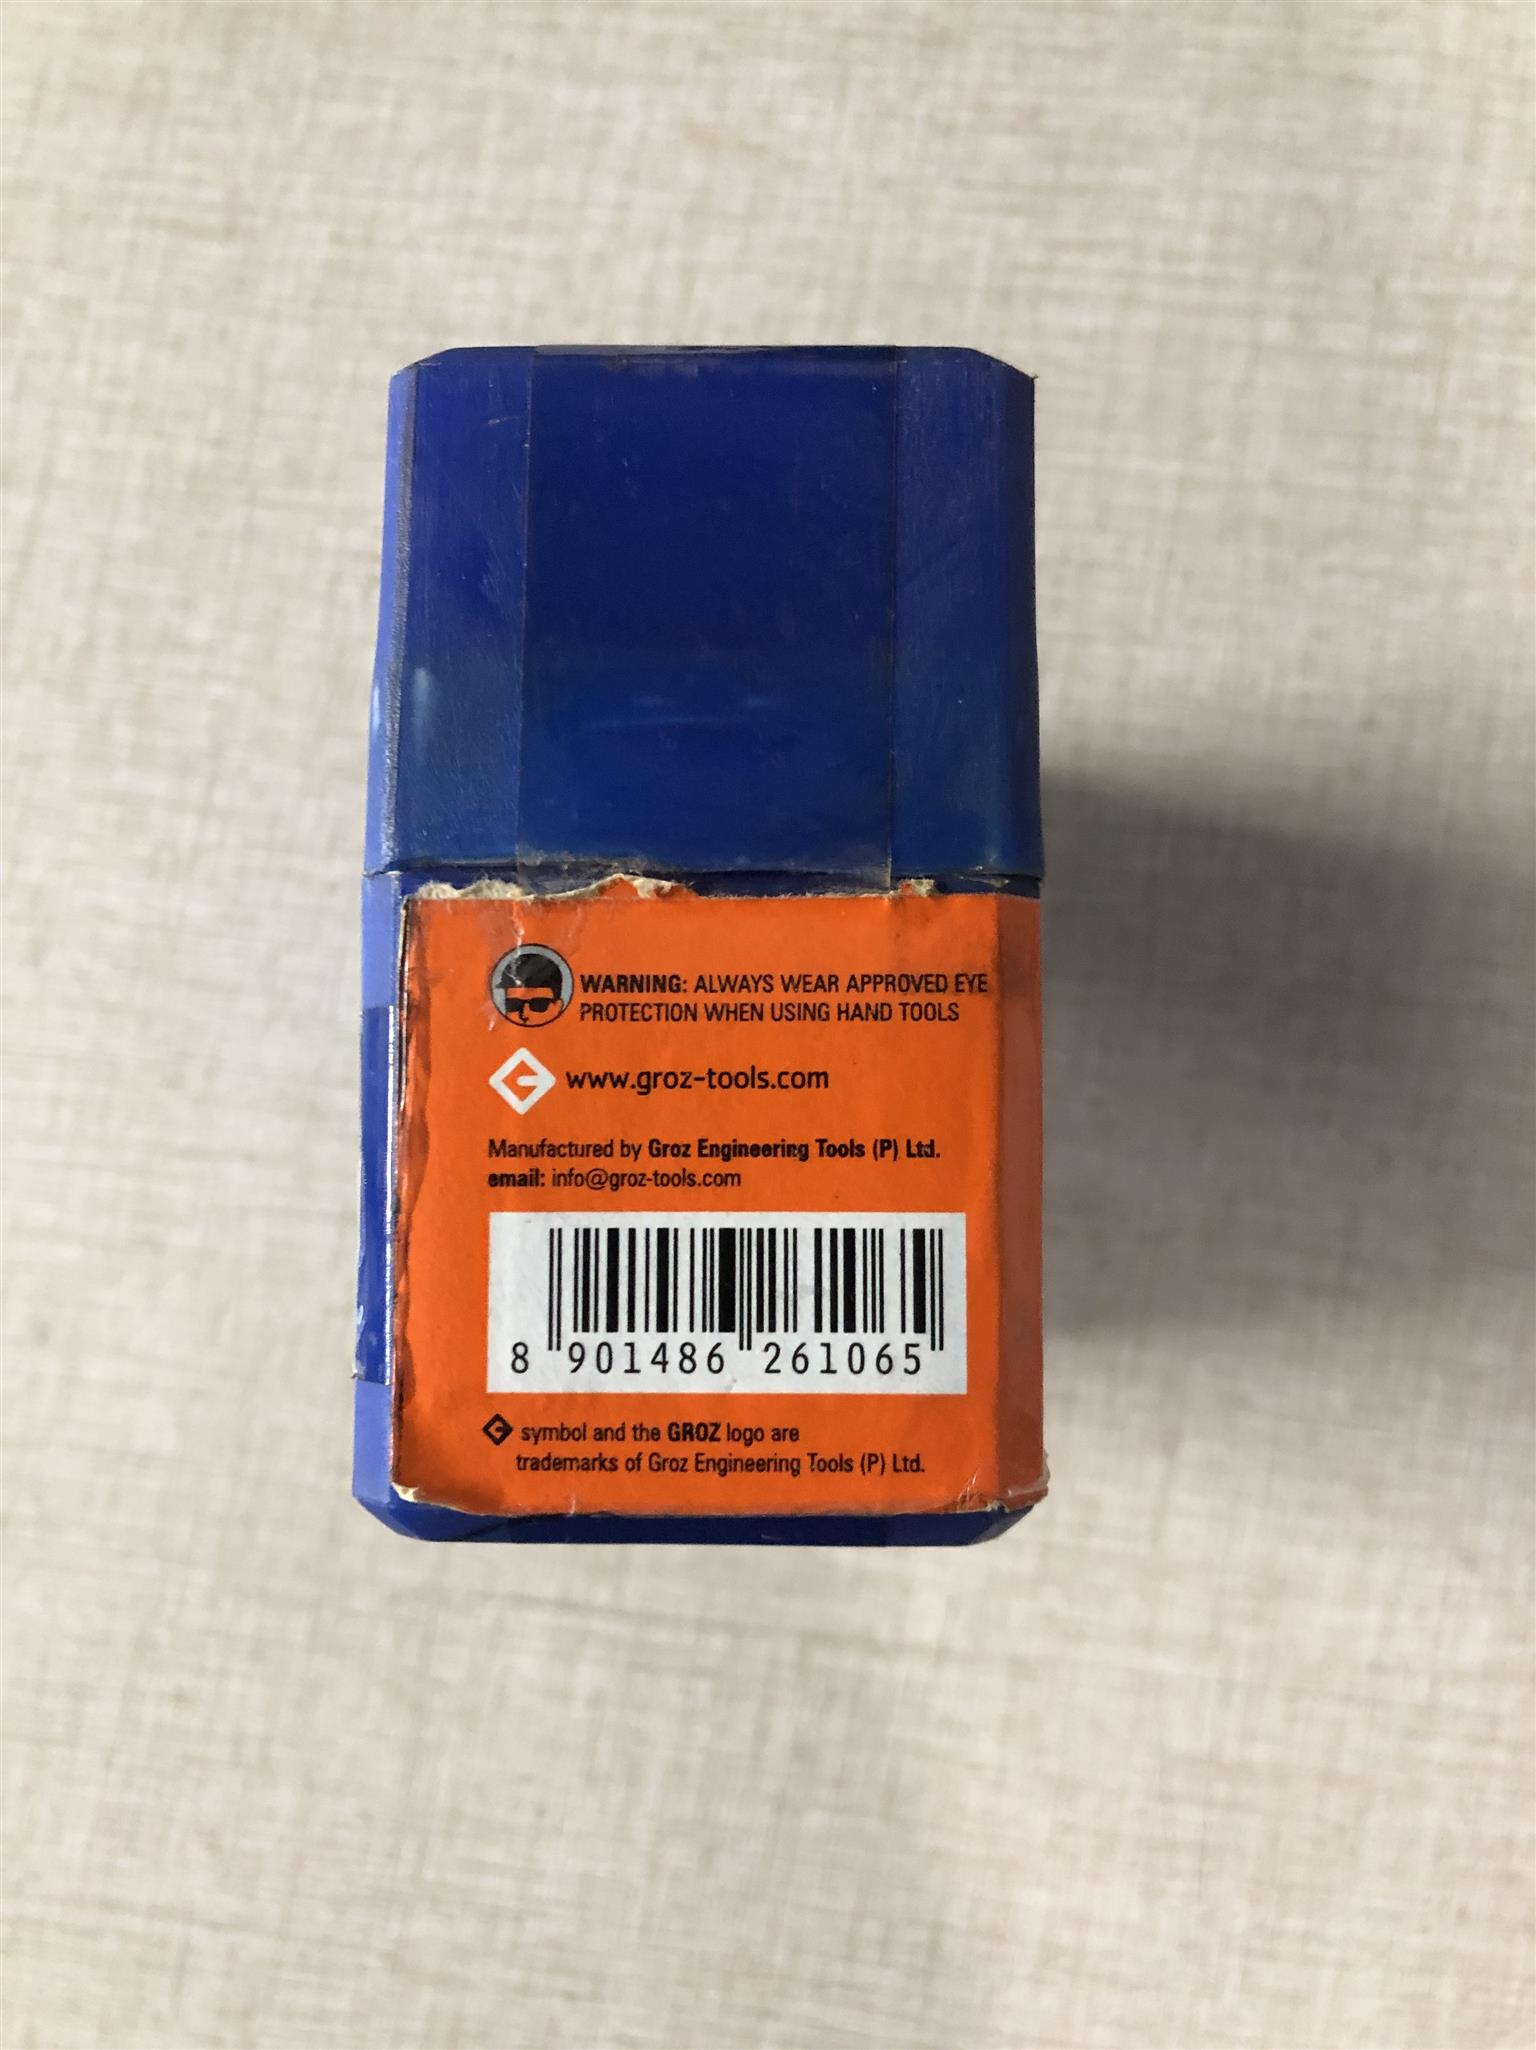 WARNING: ALWAYS WEAR APPROVED EYE
PROTECTION WHEN USING HAND TOOLS
www.groz-tools.com
Manufactured by Groz Engineering Tools (P) Ltd.
email: info@groz-tools.com
8 901486 261065
symbol and the GROZ logo are
trademarks of Groz Engineering Tools (P) Ltd.